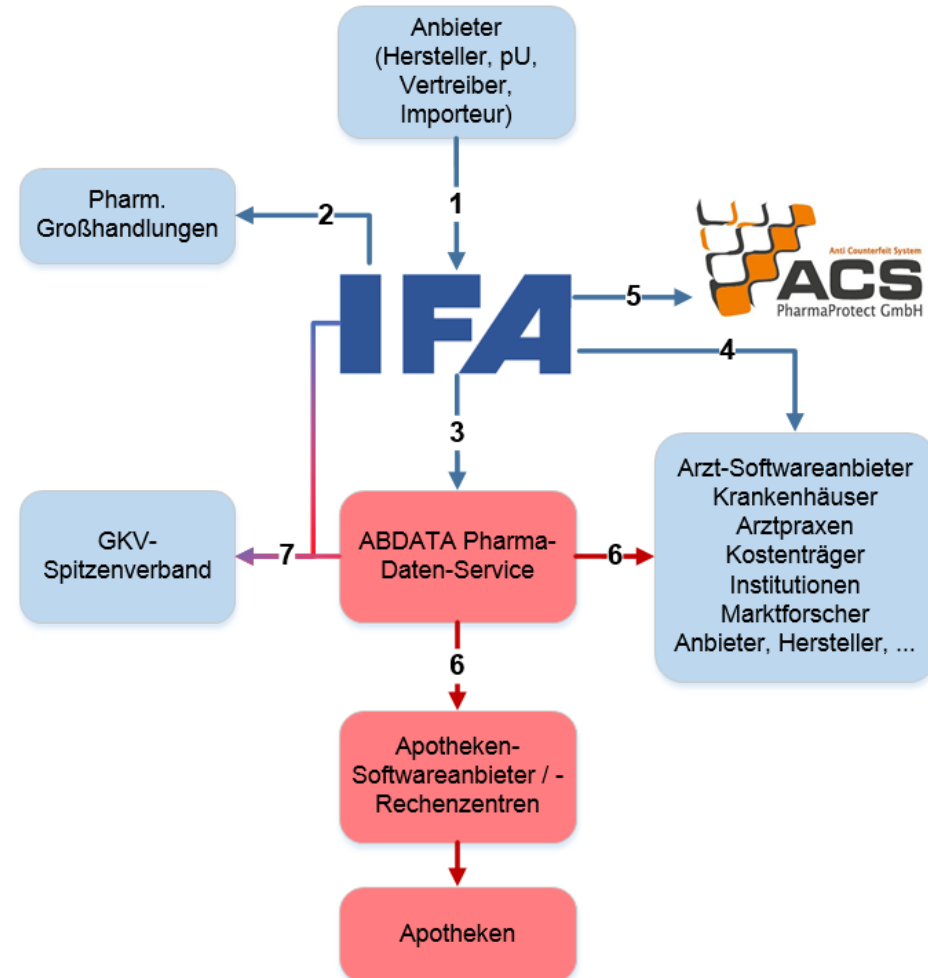 Anbieter
(Hersteller, pU,
Vertreiber,
Importeur)
1
Pharm.
Großhandlungen
2
IFA
5
Anti Counterfeit System
ACS
PharmaProtect GmbH
4
3
Arzt-Softwareanbieter
Krankenhäuser
Arztpraxen
Kostenträger
Institutionen
Marktforscher
Anbieter, Hersteller, ...
GKV-
Spitzenverband
7
ABDATA Pharma-
Daten-Service
6
6
Apotheken-
Softwareanbieter / -
Rechenzentren
Apotheken